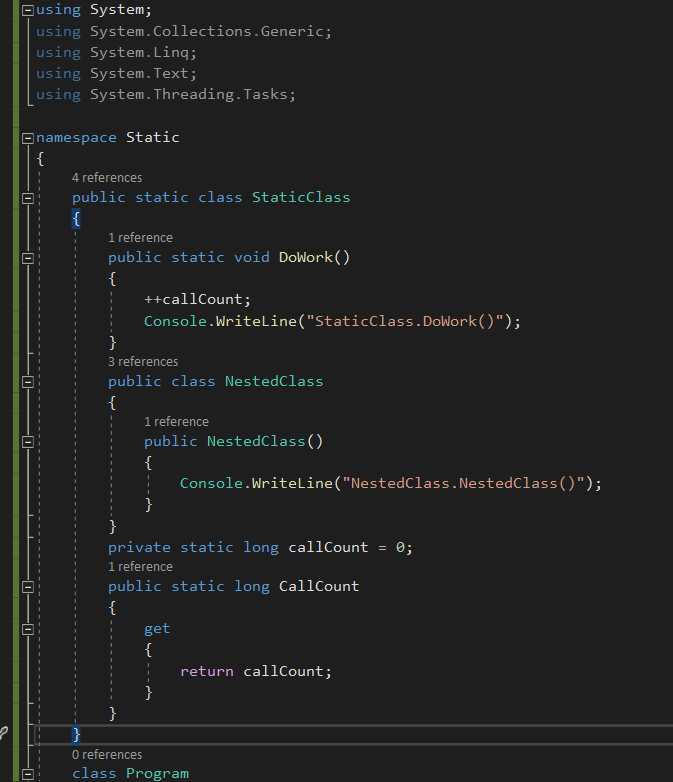 using System;
using System.Collections.Generic;
using System.Linq;
using System.Text;
using System.Threading.Tasks;
namespace Static
{
4 references
public static class StaticClass
{
1 reference
public static void DoWork()
{
++callCount;
Console.WriteLine("StaticClass.DoWork()");
}
3 references
public class NestedClass
{
1 reference
public NestedClass()
{
Console.WriteLine("NestedClass.NestedClass()");
}
}
private static long callCount = 0;
1 reference
public static long CallCount
{
get
{
return callCount;
}
}
}
0 references
class Program